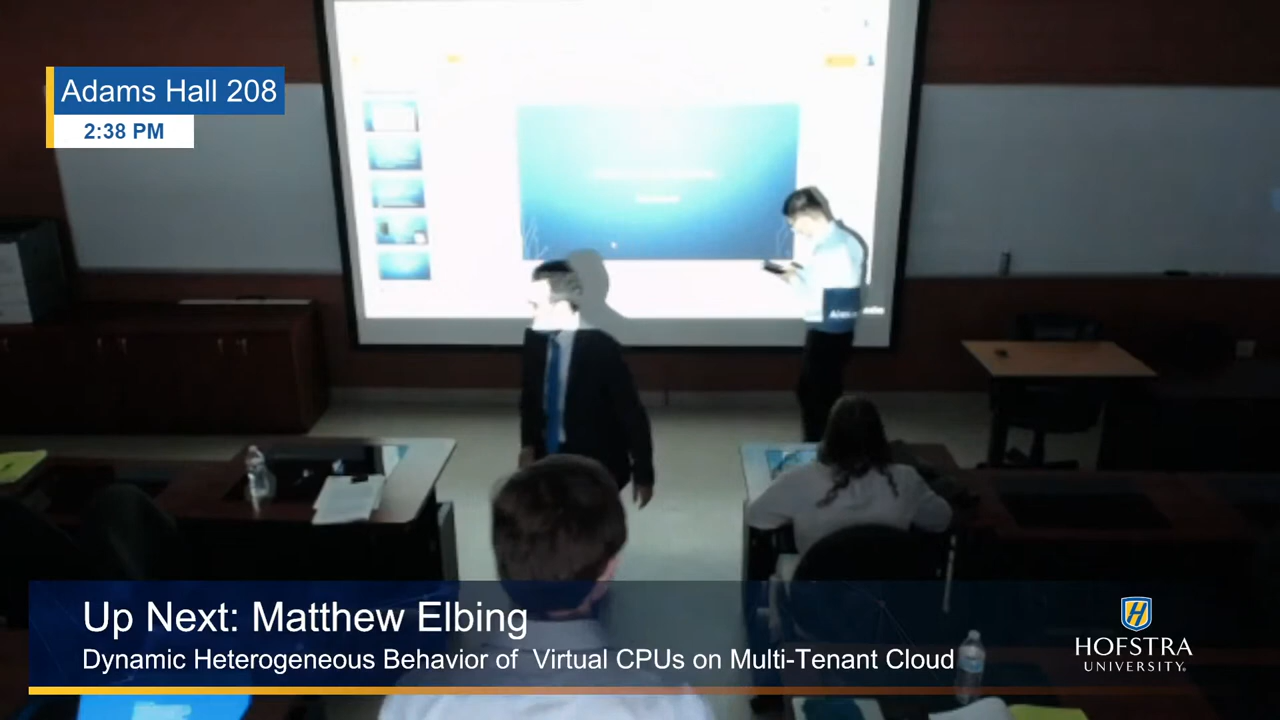 Adams Hall 208
2:38 PM
Up Next: Matthew Elbing
Dynamic Heterogeneous Behavior of  Virtual CPUs on Multi-Tenant Cloud
HOFSTRA
UNIVERSITY®